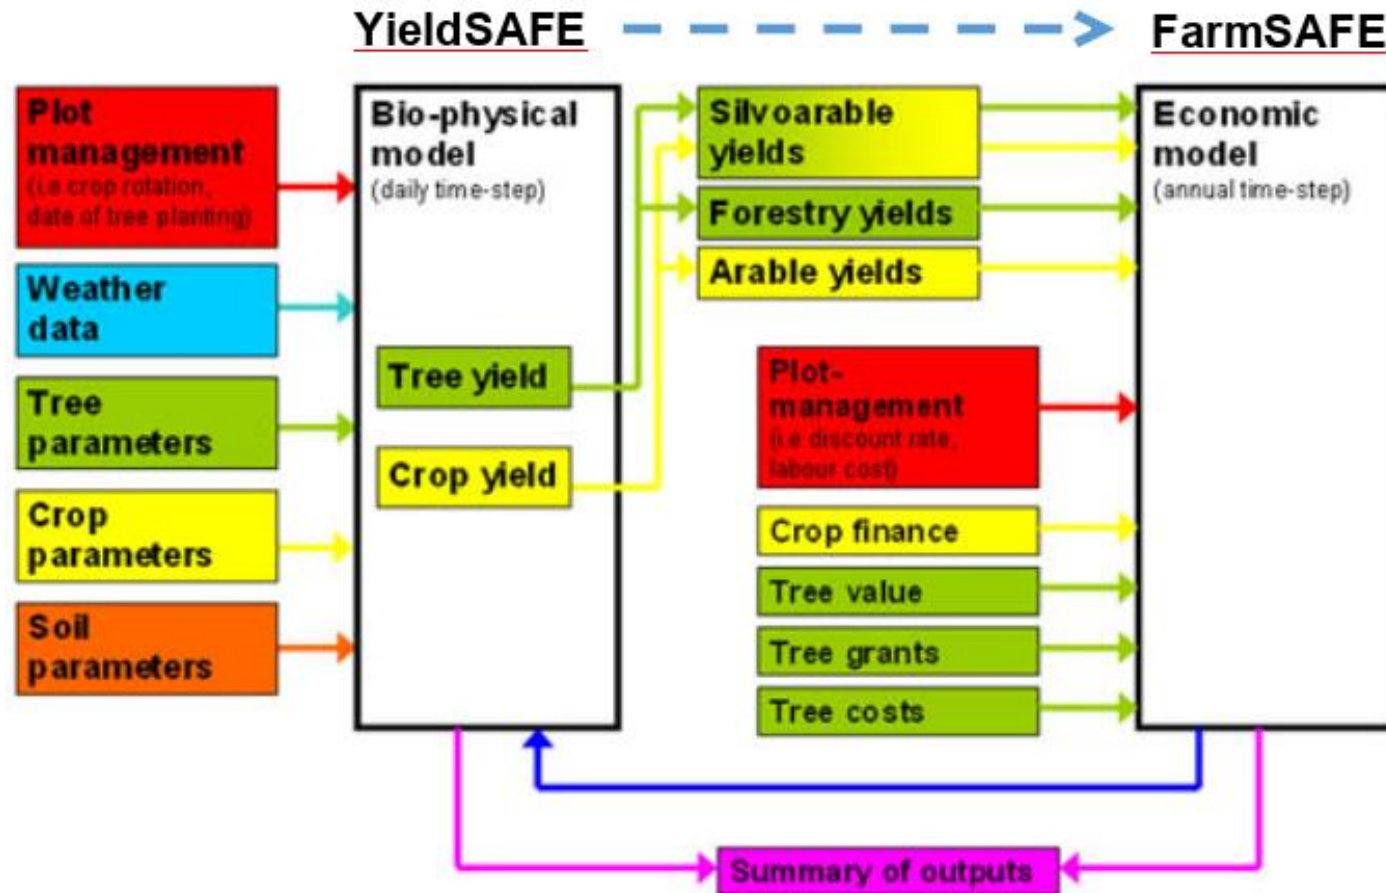 YieldSAFE
FarmSAFE
Plot
management
(i.e crop rotation,
date of tree planting)
Weather
data
Tree
parameters
Crop
parameters
Soil
parameters
Bio-physical
model
(daily time-step)
Tree yield
Crop yield
Silvoarable
yields
Forestry yields
Arable yields
Plot-
management
(i.e discount rate,
labour cost)
Crop finance
Tree value
Tree grants
Tree costs
Economic
model
(annual time-step)
Summary of outputs